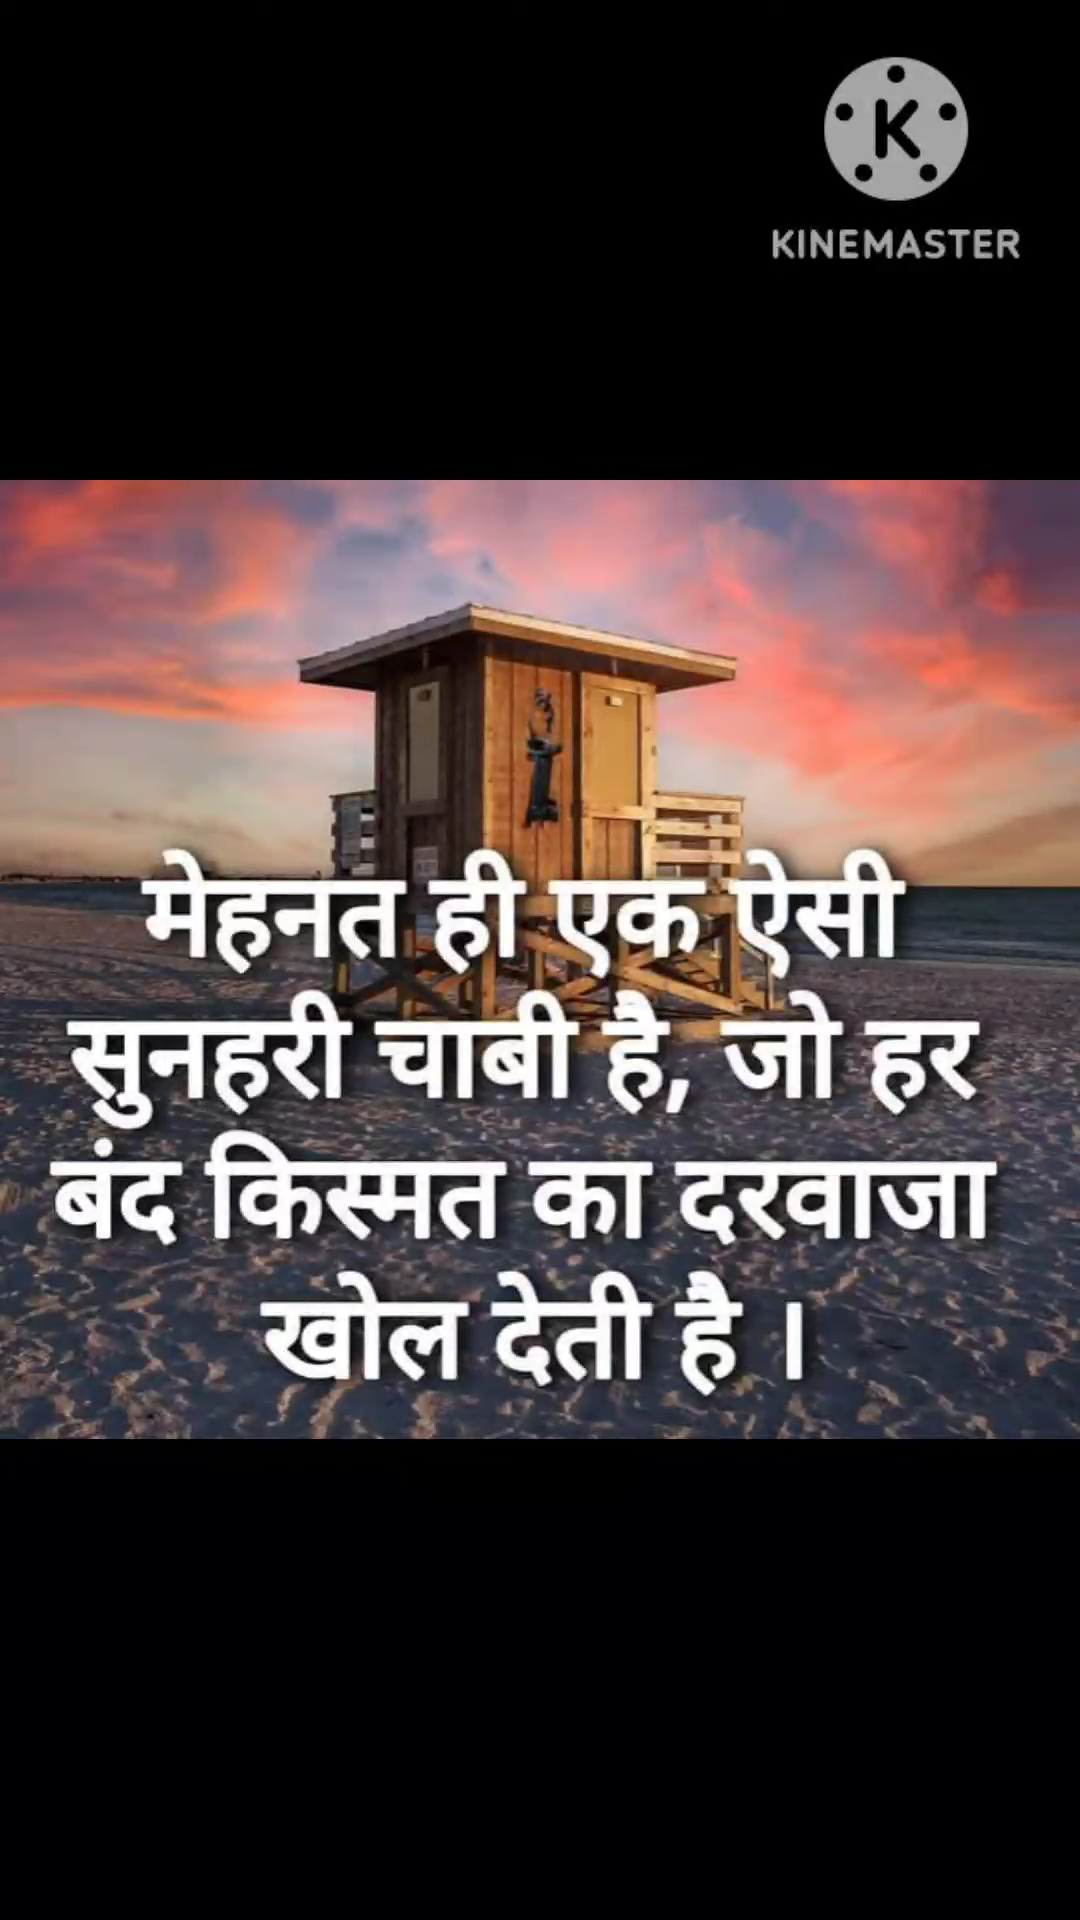 KINEMASTER
मेहनत ही एक ऐसी
सुनहरी चाबी है, जो हर
बंद किस्मत का दरवाजा
खोल देती है ।